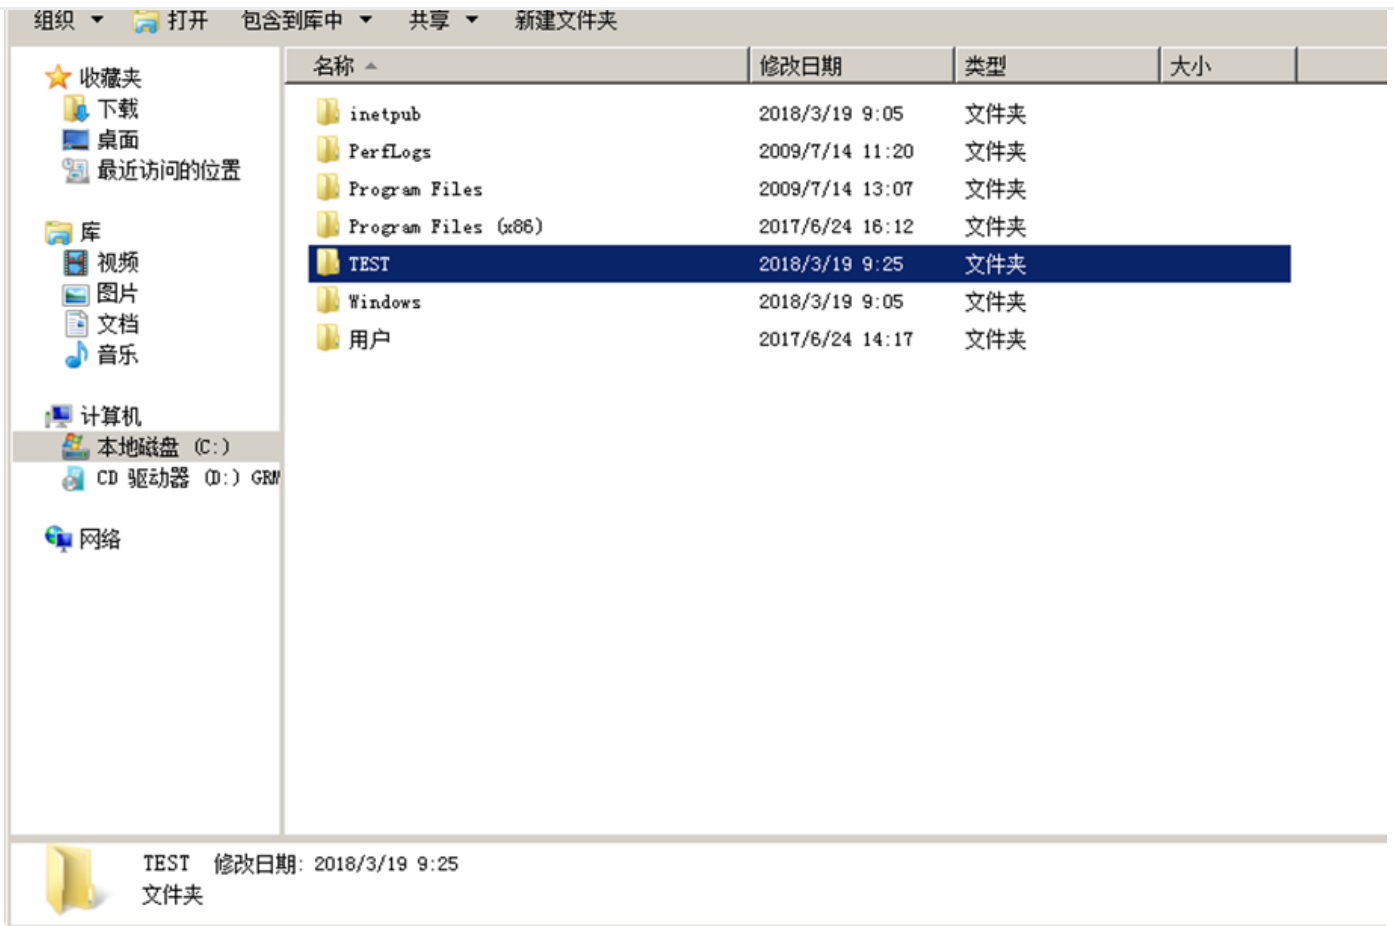 组织 打开 包含到库中 共享 新建文件夹
收藏夹
下载
桌面
最近访问的位置
库
视频
图片
文档
音乐
计算机
本地磁盘 (C:)
CD 驱动器 (D:) GRM
网络
名称 修改日期 类型 大小
inetpub 2018/3/19 9:05 文件夹
PerfLogs 2009/7/14 11:20 文件夹
Program Files 2009/7/14 13:07 文件夹
Program Files (x86) 2017/6/24 16:12 文件夹
TEST 2018/3/19 9:25 文件夹
Windows 2018/3/19 9:05 文件夹
用户 2017/6/24 14:17 文件夹
TEST 修改日期: 2018/3/19 9:25
文件夹